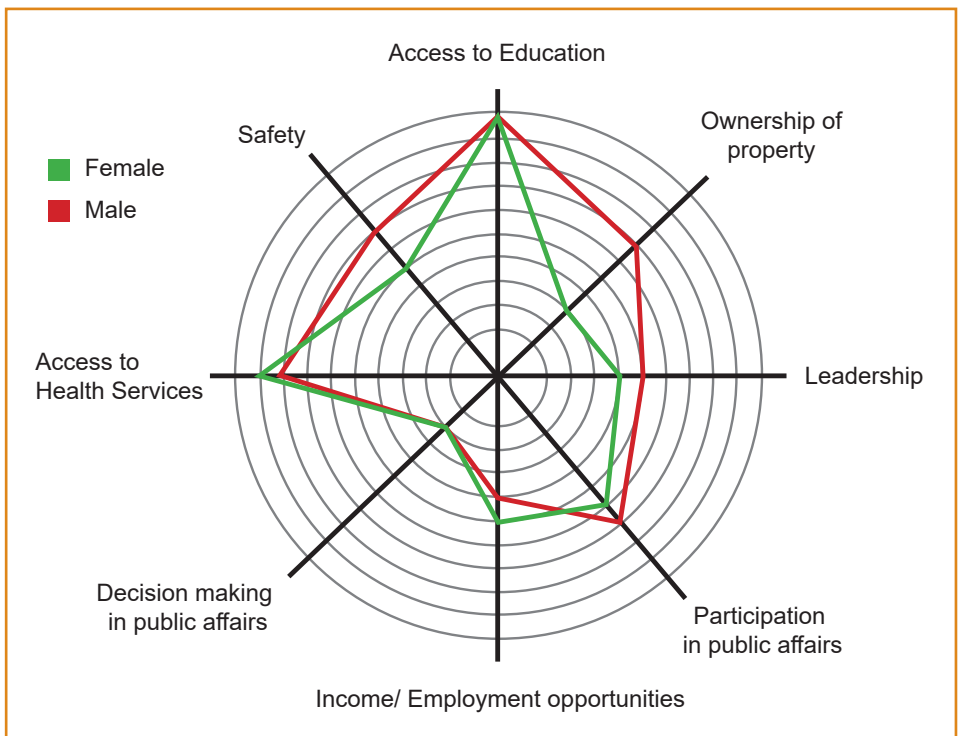 Access to Education
Ownership of
property
Safety
Female
Male
Access to
Health Services
Leadership
Decision making
in public affairs
Participation
in public affairs
Income/ Employment opportunities